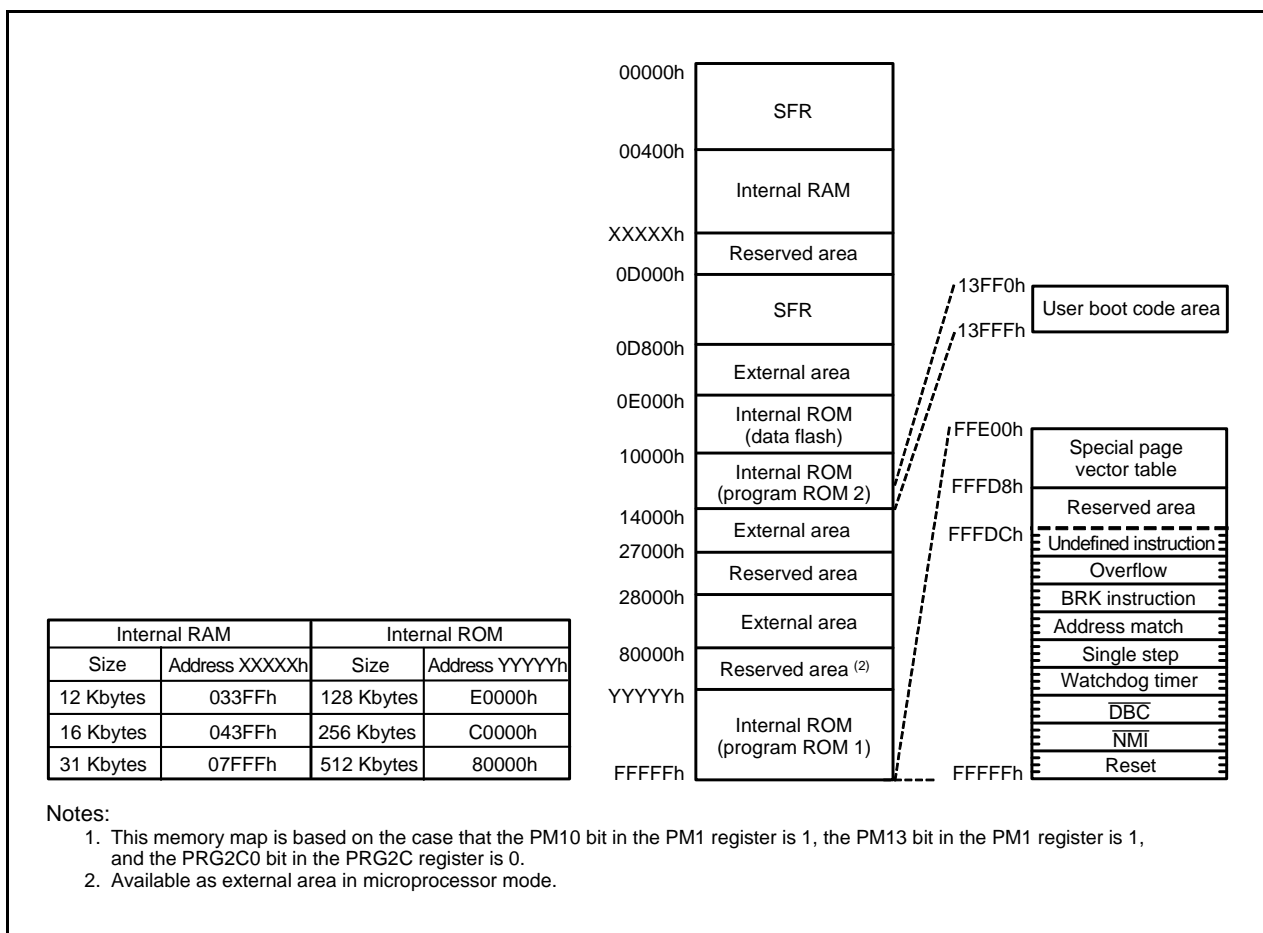 00000h
SFR
00400h
Internal RAM
XXXXXh
Reserved area
0D000h
SFR
0D800h
External area
0E000h
Internal ROM
(data flash)
10000h
Internal ROM
(program ROM 2)
14000h
External area
27000h
Reserved area
28000h
External area
80000h
Reserved area (2)
YYYYYh
Internal ROM
(program ROM 1)
FFFFFh
13FF0h
User boot code area
13FFFh
FFE00h
Special page
vector table
FFFD8h
Reserved area
FFFDCh
Undefined instruction
Overflow
BRK instruction
Address match
Single step
Watchdog timer
DBC
NMI
Reset
FFFFFh
Internal RAM Internal ROM
Size Address XXXXXh Size Address YYYYYh
12 Kbytes 033FFh 128 Kbytes E0000h
16 Kbytes 043FFh 256 Kbytes C0000h
31 Kbytes 07FFFh 512 Kbytes 80000h
Notes:
1. This memory map is based on the case that the PM10 bit in the PM1 register is 1, the PM13 bit in the PM1 register is 1,
and the PRG2C0 bit in the PRG2C register is 0.
2. Available as external area in microprocessor mode.